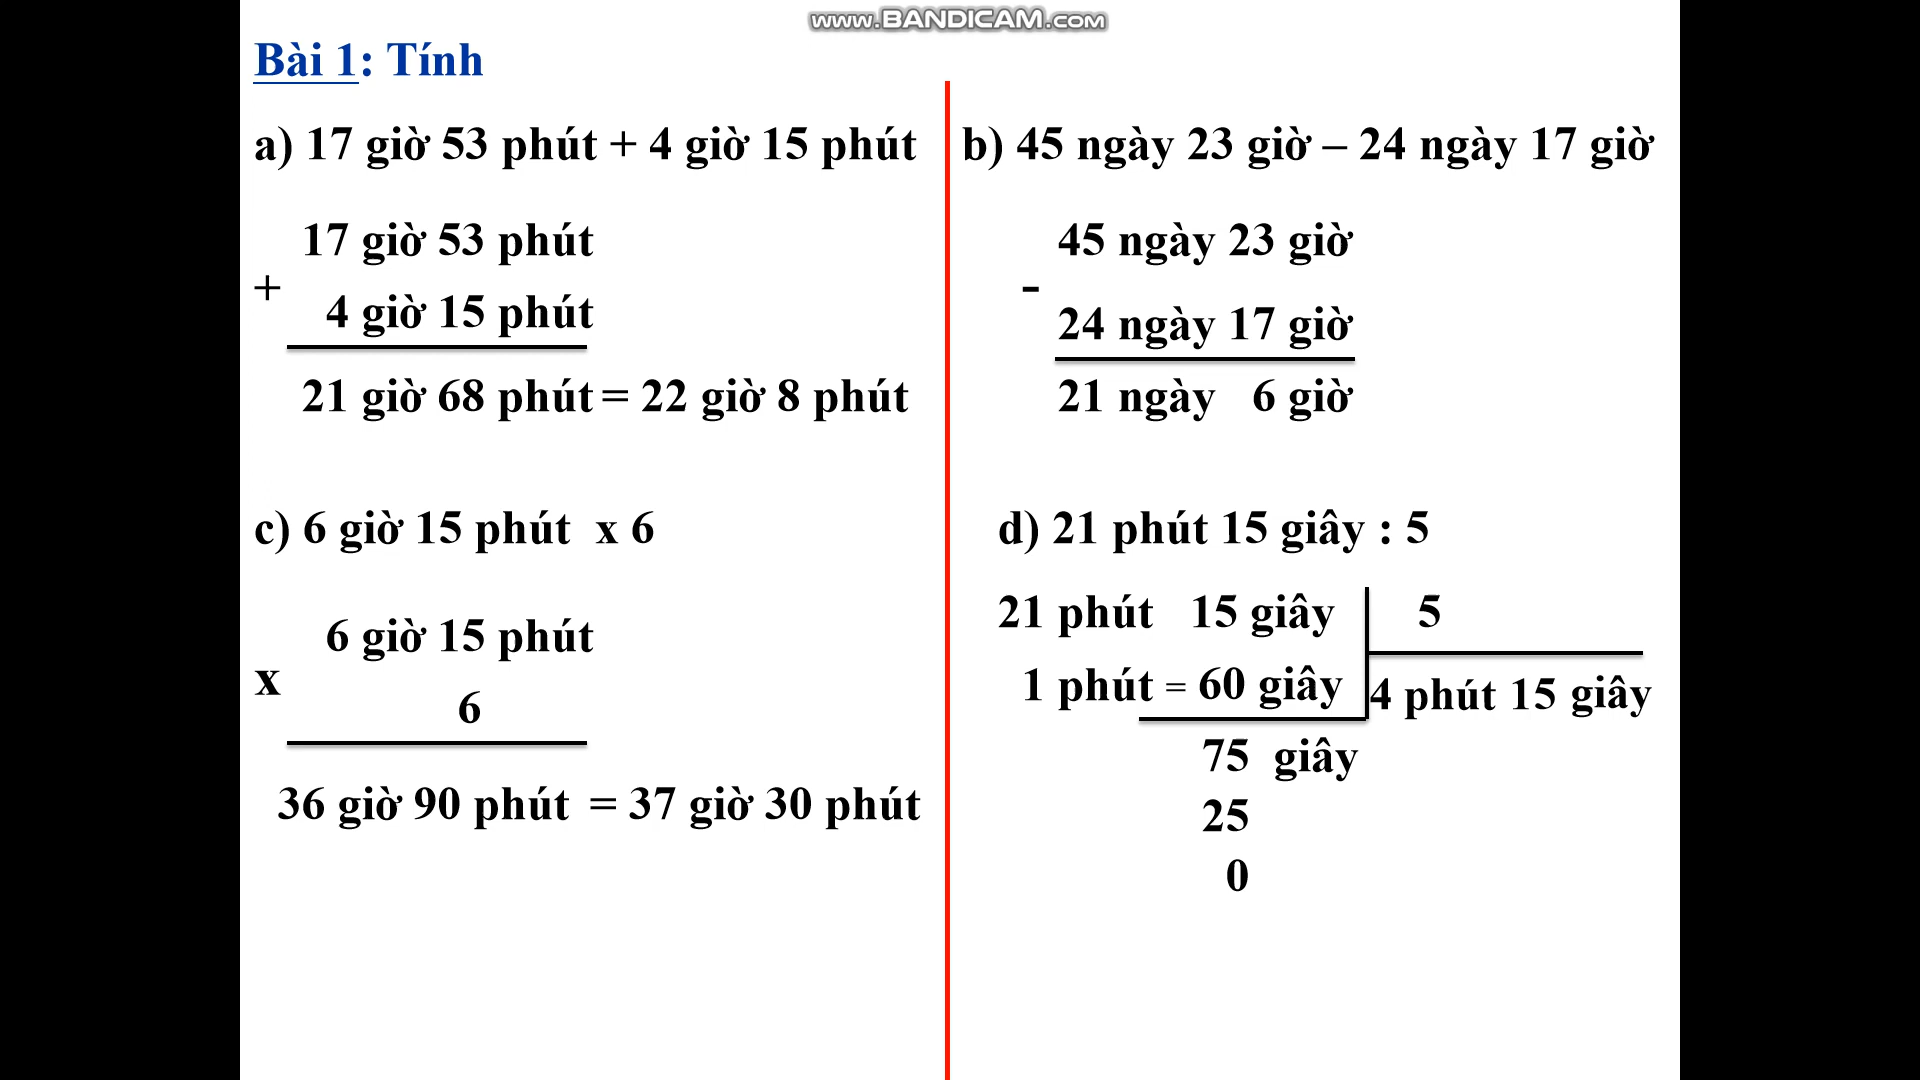 www.BANDICAM.com
Bài 1: Tính
a) 17 giờ 53 phút + 4 giờ 15 phút
17 giờ 53 phút
+
4 giờ 15 phút
21 giờ 68 phút = 22 giờ 8 phút
b) 45 ngày 23 giờ – 24 ngày 17 giờ
45 ngày 23 giờ
-
24 ngày 17 giờ
21 ngày 6 giờ
c) 6 giờ 15 phút x 6
6 giờ 15 phút
x
6
36 giờ 90 phút = 37 giờ 30 phút
d) 21 phút 15 giây : 5
21 phút 15 giây 5
1 phút = 60 giây 4 phút 15 giây
75 giây
25
0